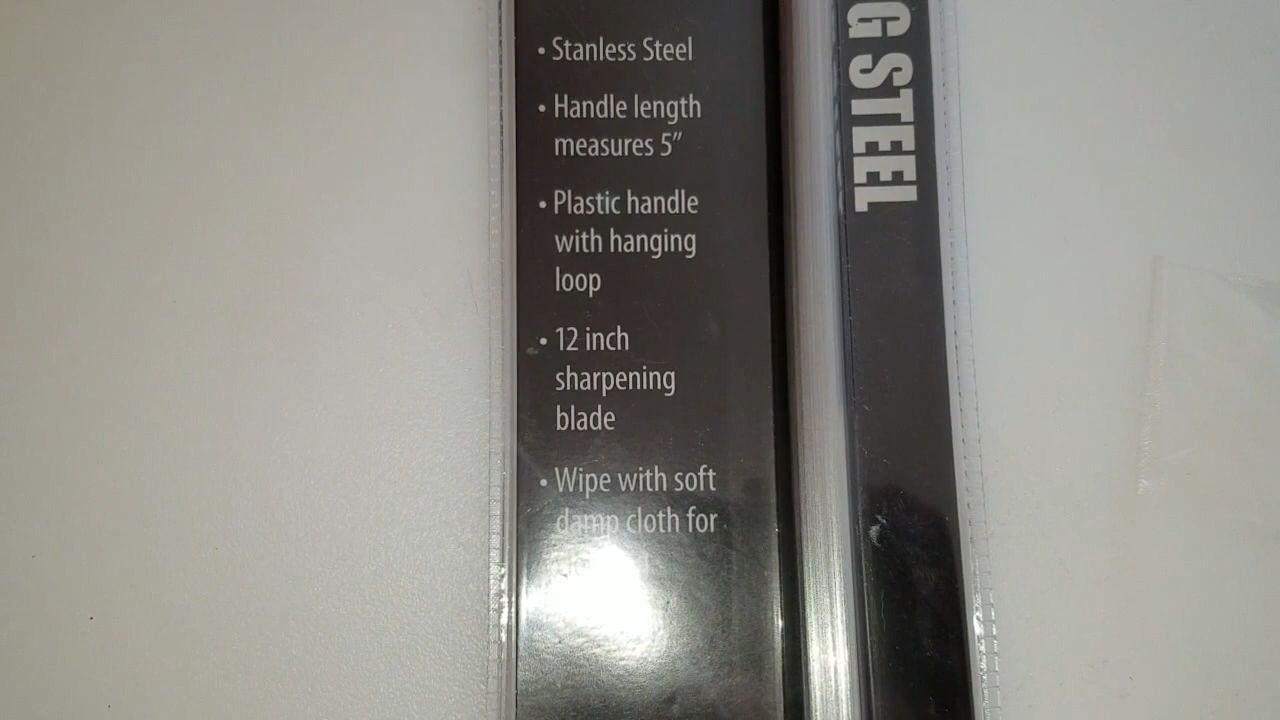 • Stanless Steel
• Handle length
measures 5”
• Plastic handle
with hanging
loop
• 12 inch
sharpening
blade
• Wipe with soft
damp cloth for
G STEEL